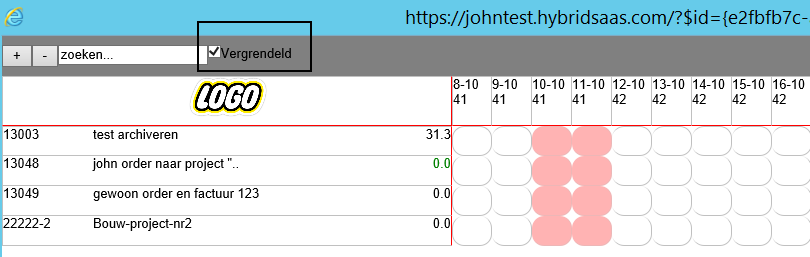 https://johntest.hybridsaas.com/?$id={e2fbfb7c-
+ - zoeken... Vergrendeld
LOGO
8-10 9-10 10-10 11-10 12-10 13-10 14-10 15-10 16-10
41 41 41 41 42 42 42 42 42
13003 test archiveren 31.3
13048 john order naar project ".. 0.0
13049 gewoon order en factuur 123 0.0
22222-2 Bouw-project-nr2 0.0